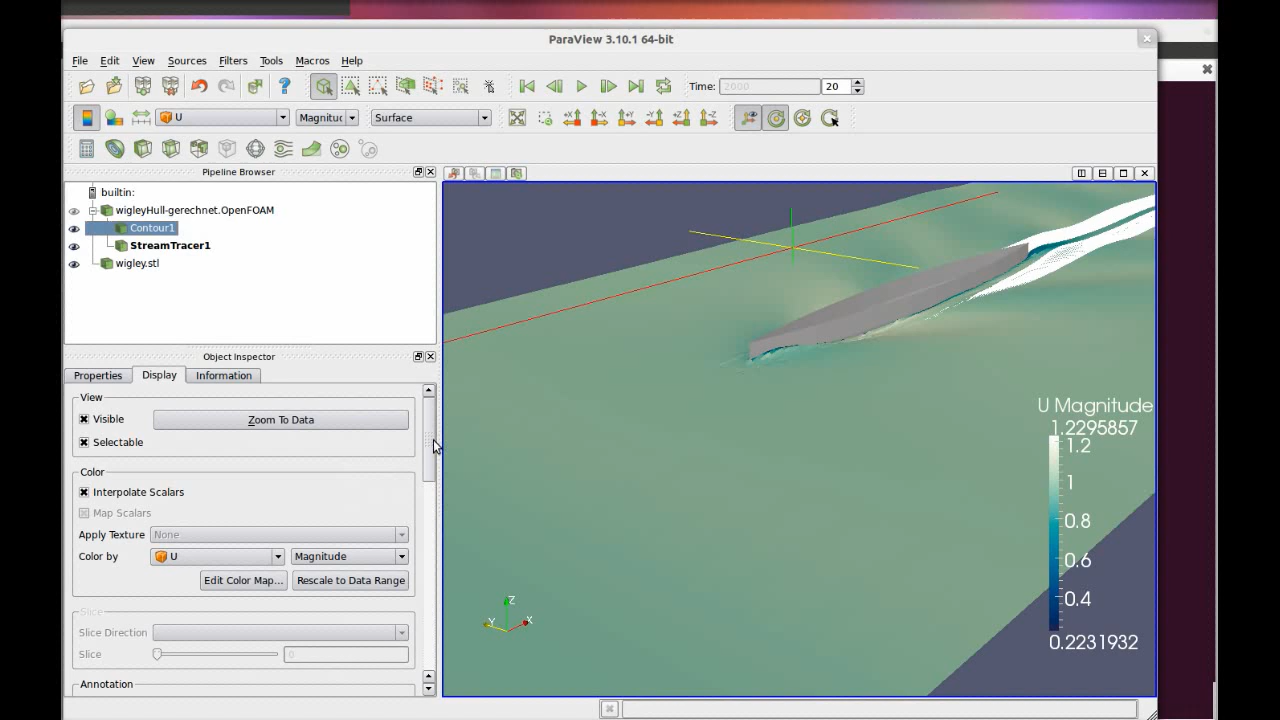 ParaView 3.10.1 64-bit
File Edit View Sources Filters Tools Macros Help
Time: 2000 20
U Magnitud Surface
Pipeline Browser
builtin:
wigleyHull-gerechnet.OpenFOAM
Contour1
StreamTracer1
wigley.stl
Object Inspector
Properties Display Information
View
Visible Zoom To Data
Selectable
Color
Interpolate Scalars
Map Scalars
Apply Texture None
Color by U Magnitude
Edit Color Map... Rescale to Data Range
Slice
Slice Direction
Slice 0
Annotation
U Magnitude
1.2295857
1.2
1
0.8
0.6
0.4
0.2231932
Z
Y X